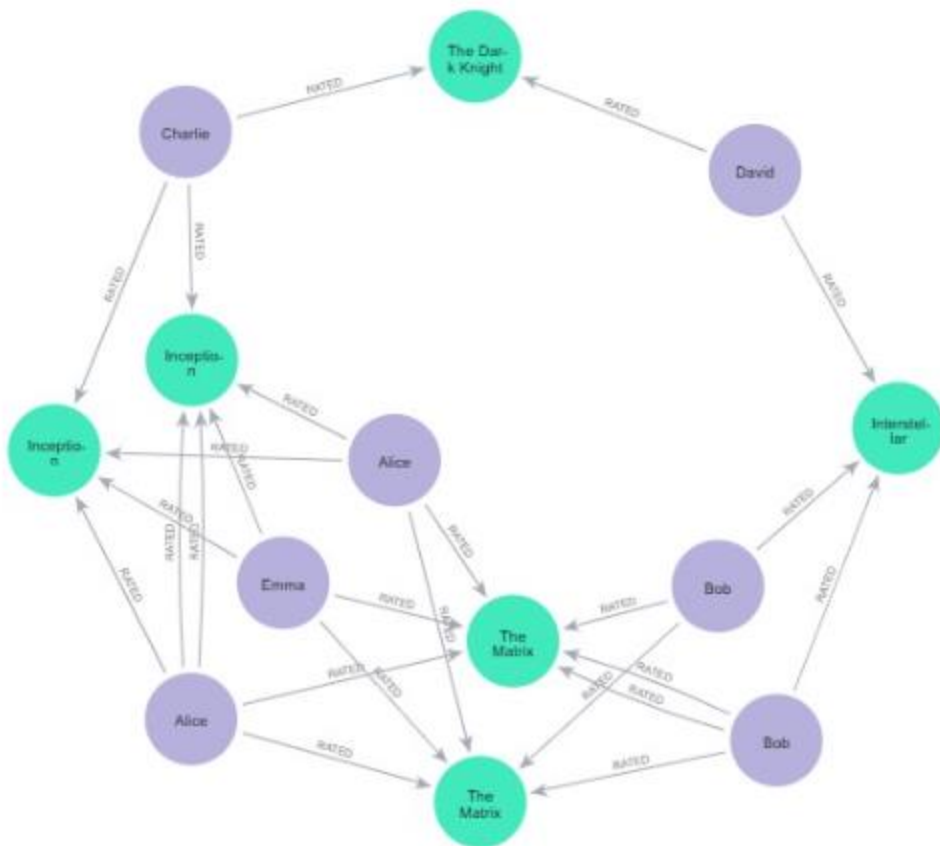 The Dar-
k Knight
RATED
RATED
Charlie
David
RATED
RATED
RATED
Inceptio-
n
RATED
Interstel-
lar
Inceptio-
n
RATED
Alice
RATED
RATED
RATED
RATED
RATED
RATED
RATED
Emma
RATED
Bob
RATED
RATED
RATED
The
Matrix
RATED
RATED
RATED
RATED
RATED
Alice
Bob
RATED
RATED
The
Matrix